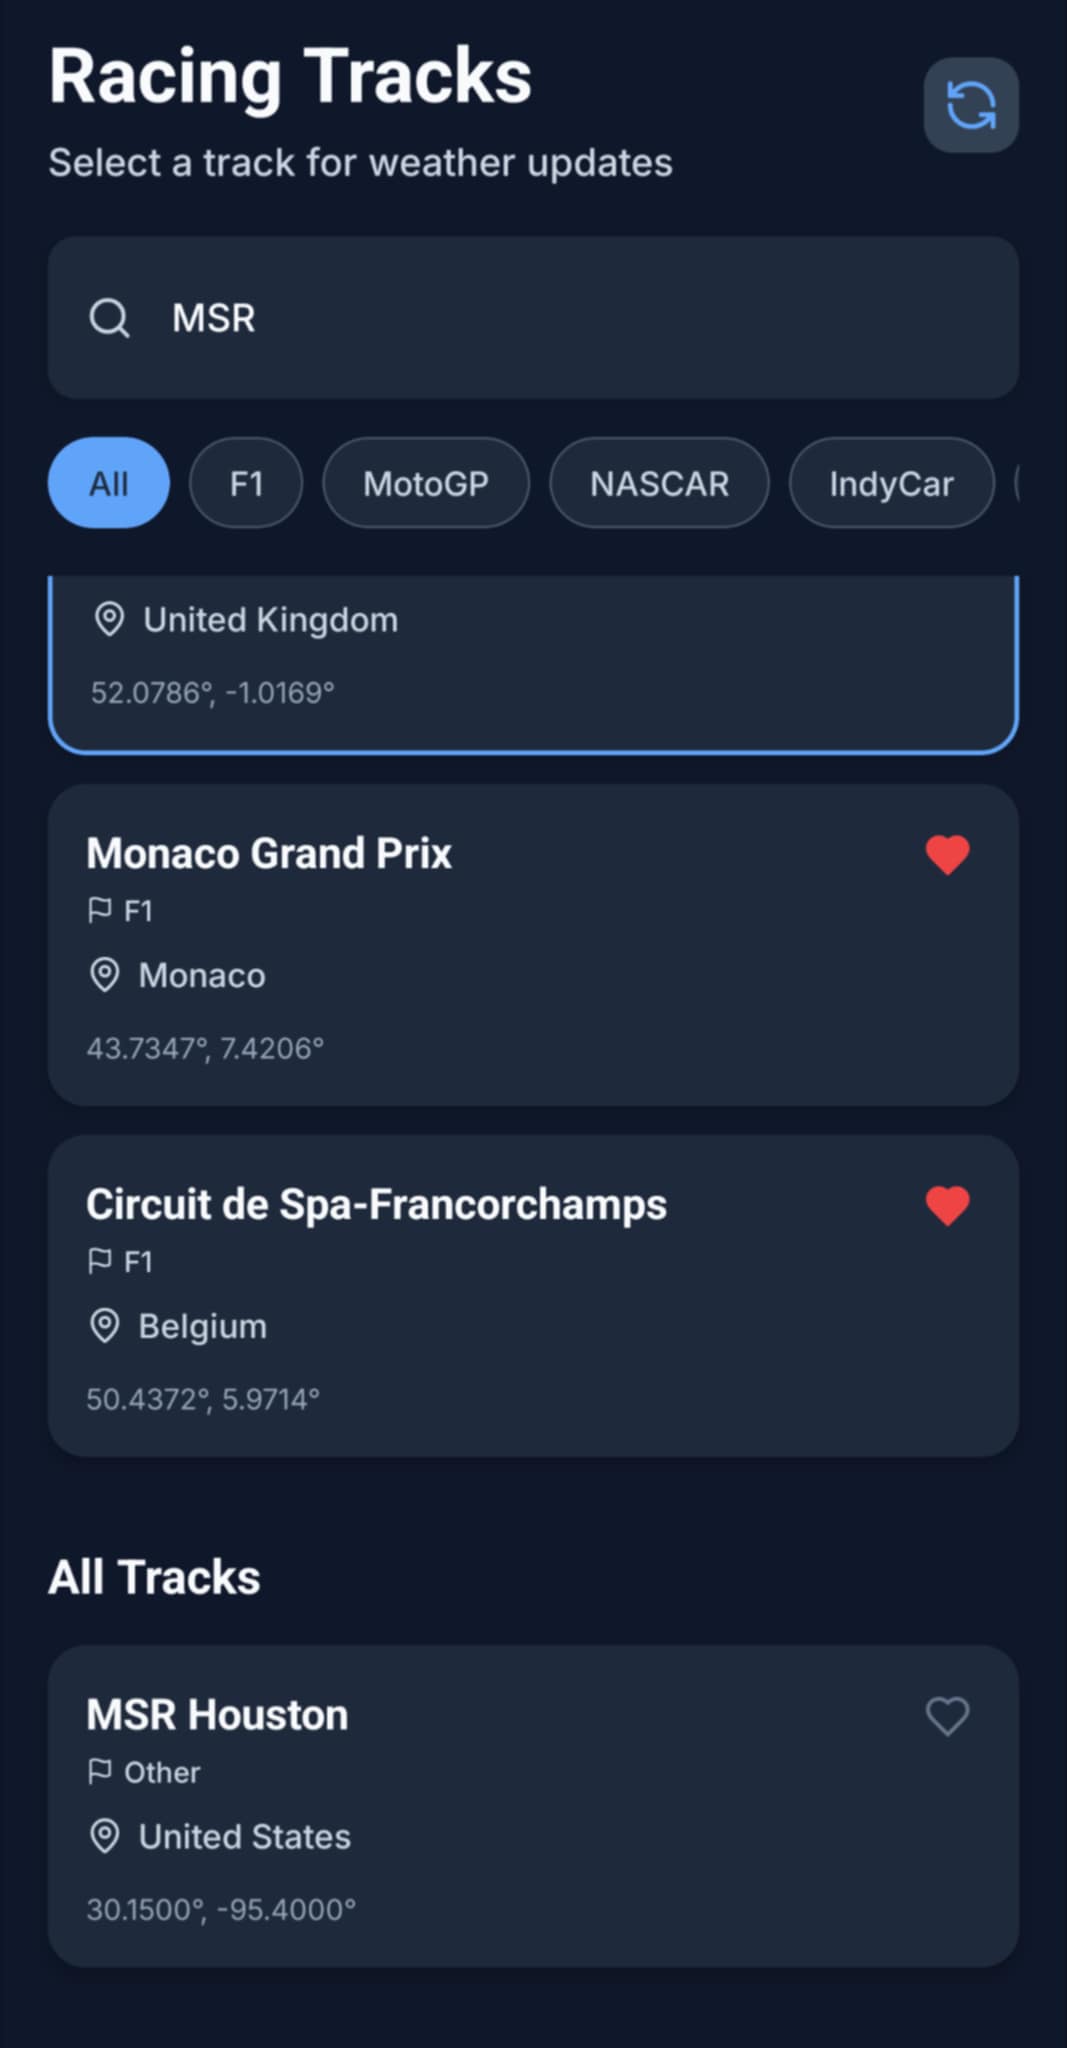 Racing Tracks
Select a track for weather updates
MSR
All F1 MotoGP NASCAR IndyCar
United Kingdom
52.0786°, -1.0169°
Monaco Grand Prix
F1
Monaco
43.7347°, 7.4206°
Circuit de Spa-Francorchamps
F1
Belgium
50.4372°, 5.9714°
All Tracks
MSR Houston
Other
United States
30.1500°, -95.4000°